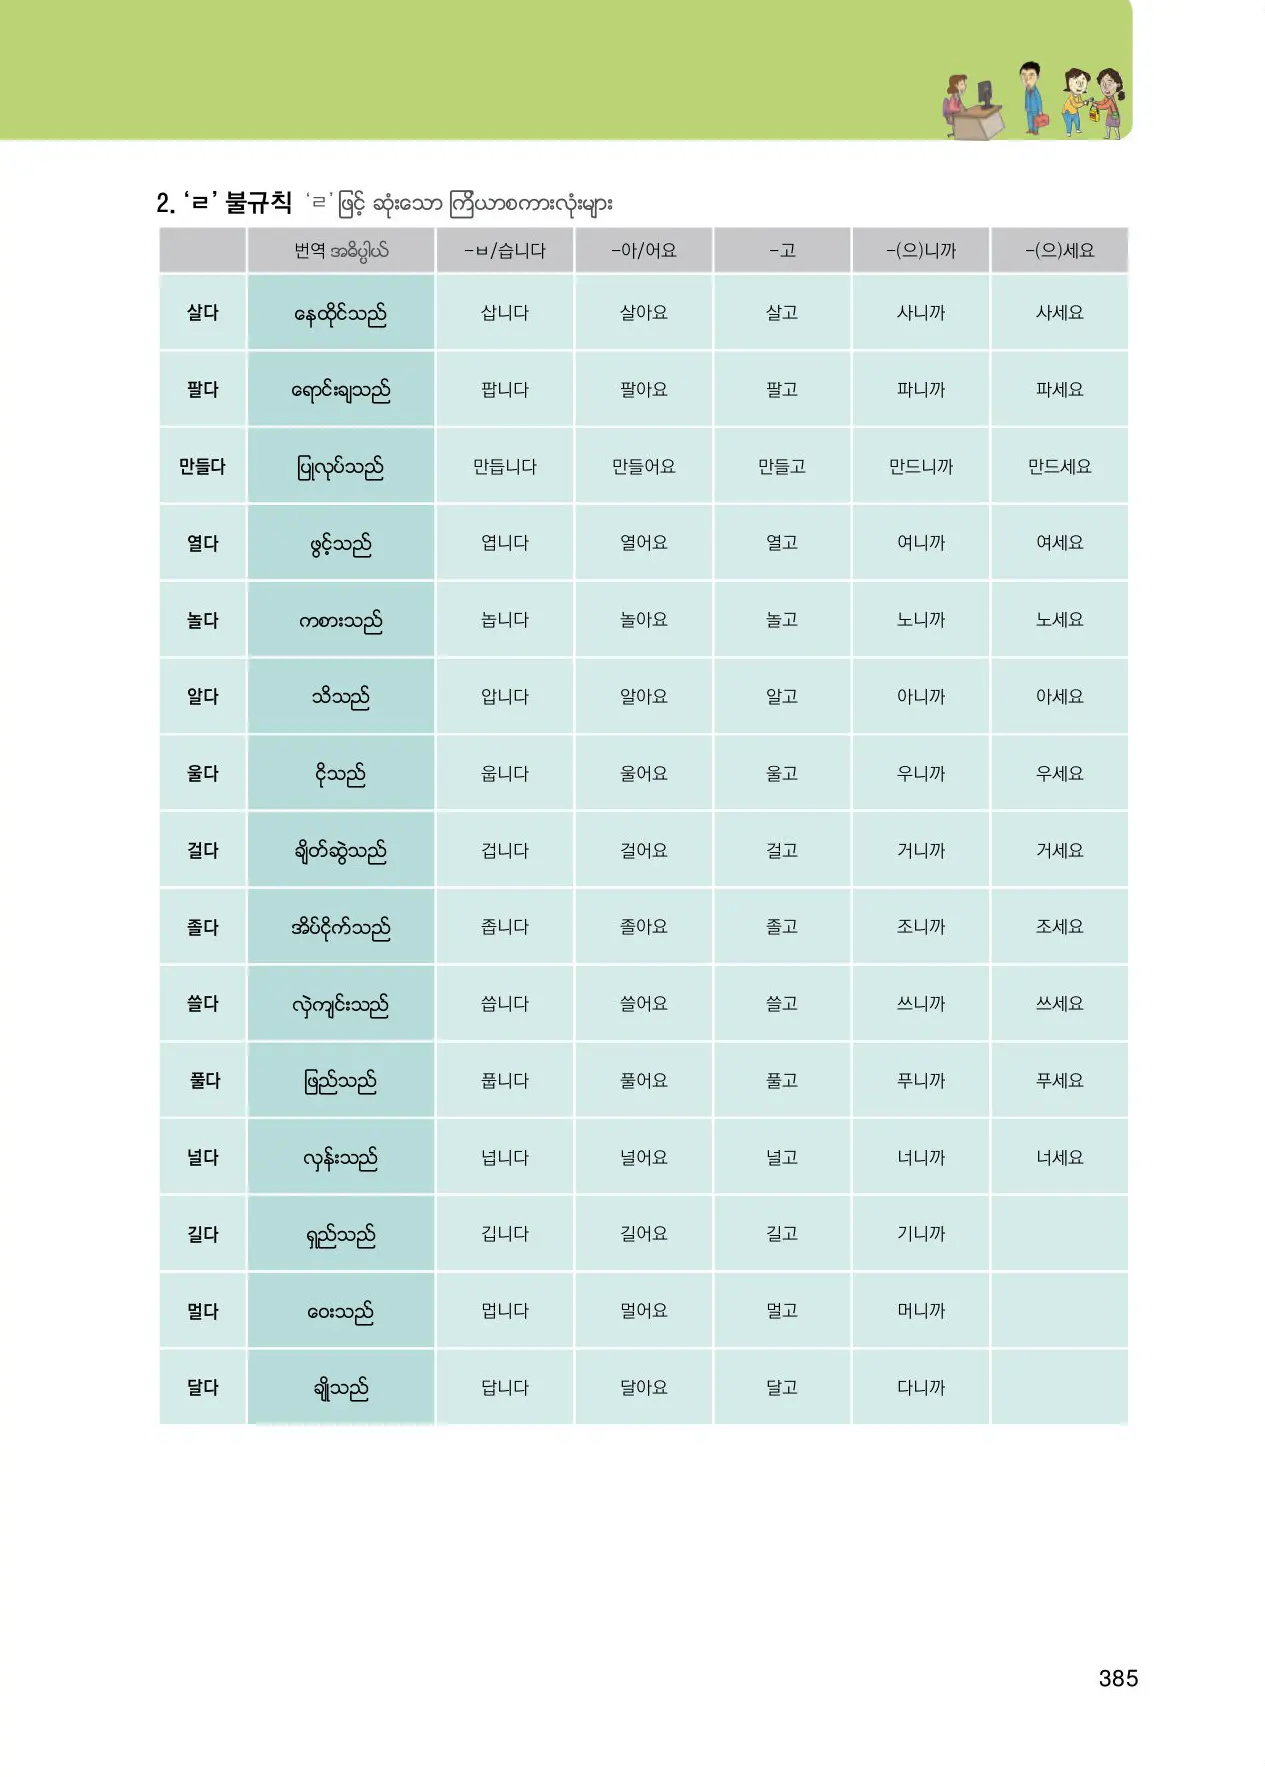 2. ‘ㄹ’ 불규칙 ‘ㄹ’ ဖြင့် ဆုံးသော ကြိယာစကားလုံးများ
번역 အဓိပ္ပါယ် -ㅂ/습니다 -아/어요 -고 -(으)니까 -(으)세요
살다 နေထိုင်သည် 삽니다 살아요 살고 사니까 사세요
팔다 ရောင်းချသည် 팝니다 팔아요 팔고 파니까 파세요
만들다 ပြုလုပ်သည် 만듭니다 만들어요 만들고 만드니까 만드세요
열다 ဖွင့်သည် 엽니다 열어요 열고 여니까 여세요
놀다 ကစားသည် 놉니다 놀아요 놀고 노니까 노세요
알다 သိသည် 압니다 알아요 알고 아니까 아세요
울다 ငိုသည် 웁니다 울어요 울고 우니까 우세요
걸다 ချိတ်ဆွဲသည် 겁니다 걸어요 걸고 거니까 거세요
졸다 အိပ်ငိုက်သည် 좁니다 졸아요 졸고 조니까 조세요
쓸다 လှဲကျင်းသည် 씁니다 쓸어요 쓸고 쓰니까 쓰세요
풀다 ဖြည်သည် 풉니다 풀어요 풀고 푸니까 푸세요
널다 လှန်းသည် 넙니다 널어요 널고 너니까 너세요
길다 ရှည်သည် 깁니다 길어요 길고 기니까
멀다 ဝေးသည် 멉니다 멀어요 멀고 머니까
달다 ချိုသည် 답니다 달아요 달고 다니까
385